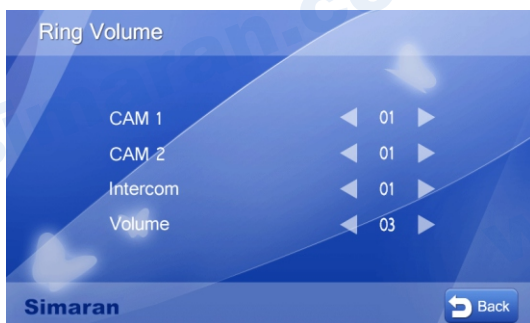 Ring Volume
CAM 1 01
CAM 2 01
Intercom 01
Volume 03
Simaran Back